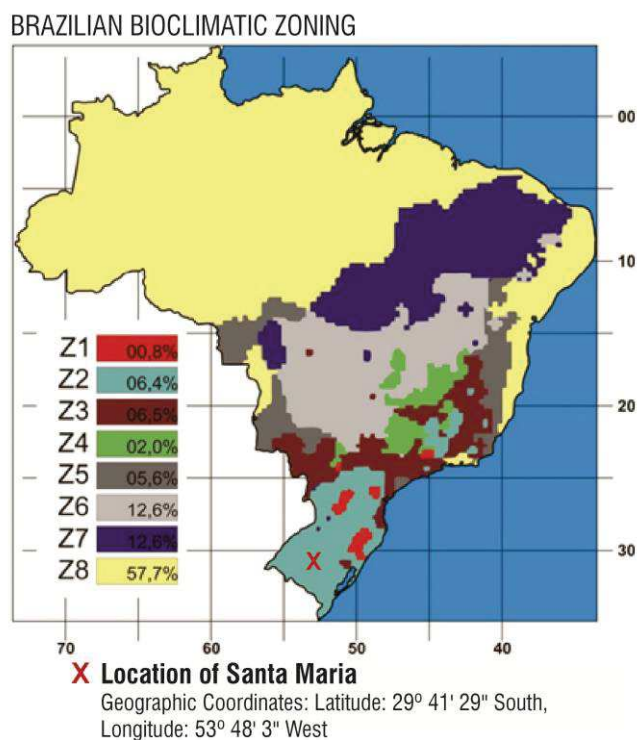 BRAZILIAN BIOCLIMATIC ZONING
00
10
Z1 00,8%
Z2 06,4%
Z3 06,5%
20
Z4 02,0%
Z5 05,6%
Z6 12,6%
Z7 12,6%
Z8 57,7%
30
X
70 60 50 40
X Location of Santa Maria
Geographic Coordinates: Latitude: 29º 41' 29" South,
Longitude: 53º 48' 3" West